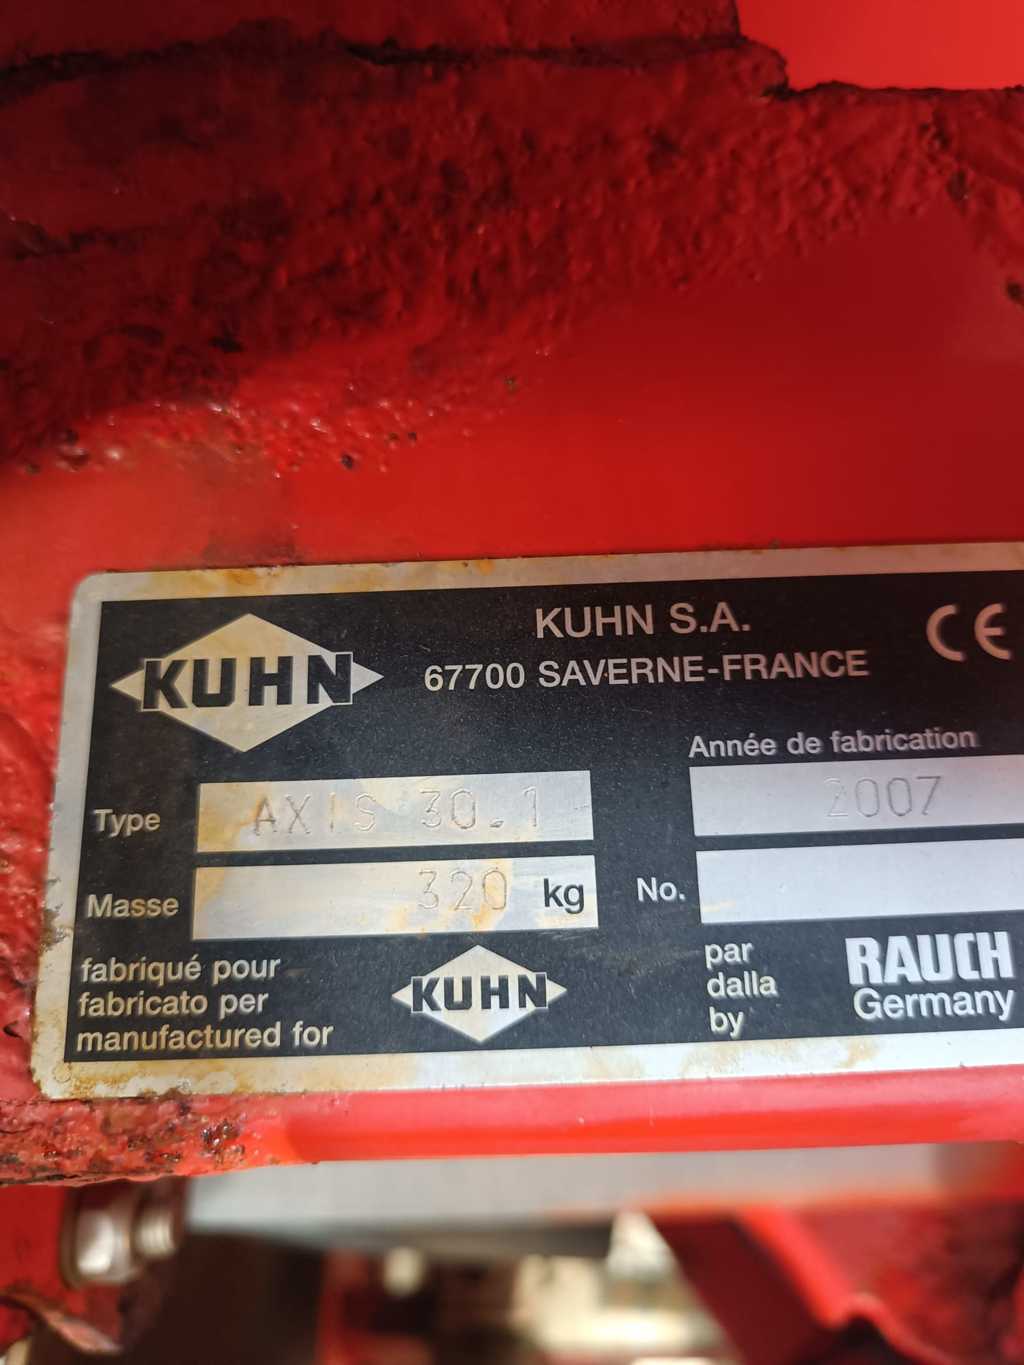 KUHN
KUHN S.A.
67700 SAVERNE-FRANCE
CE
Année de fabrication
Type AXIS 30.1
2007
Masse 320 kg
No.
fabriqué pour
fabricato per
manufactured for
KUHN
par
dalla
by
RAUCH
Germany